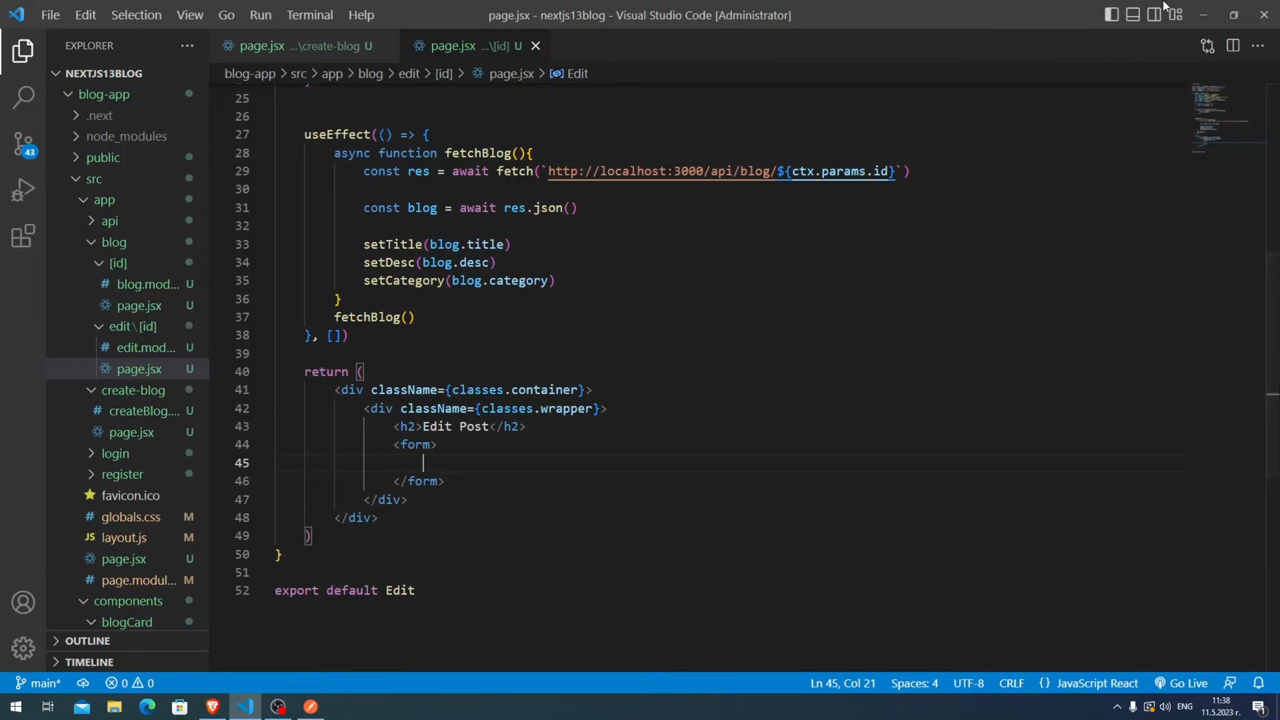 File Edit Selection View Go Run Terminal Help
page.jsx - nextjs13blog - Visual Studio Code [Administrator]
EXPLORER
page.jsx ...\create-blog U
page.jsx ...\[id] U
NEXTJS13BLOG
blog-app > src > app > blog > edit > [id] > page.jsx > Edit
blog-app
.next
node_modules
public
src
app
api
blog
[id]
blog.mod... U
page.jsx U
edit\[id]
edit.mod... U
page.jsx U
create-blog
createBlog.... U
page.jsx U
login
register
favicon.ico
globals.css M
layout.js M
page.jsx U
page.modul... M
components
blogCard
OUTLINE
TIMELINE
43
25
26
27 useEffect(() => {
28 async function fetchBlog(){
29 const res = await fetch(`http://localhost:3000/api/blog/${ctx.params.id}`)
30
31 const blog = await res.json()
32
33 setTitle(blog.title)
34 setDesc(blog.desc)
35 setCategory(blog.category)
36 }
37 fetchBlog()
38 }, [])
39
40 return (
41 <div className={classes.container}>
42 <div className={classes.wrapper}>
43 <h2>Edit Post</h2>
44 <form>
45
46 </form>
47 </div>
48 </div>
49 )
50 }
51
52 export default Edit
main* 0 0 Ln 45, Col 21 Spaces: 4 UTF-8 CRLF {} JavaScript React Go Live
ENG 11:38
11.5.2023 г.